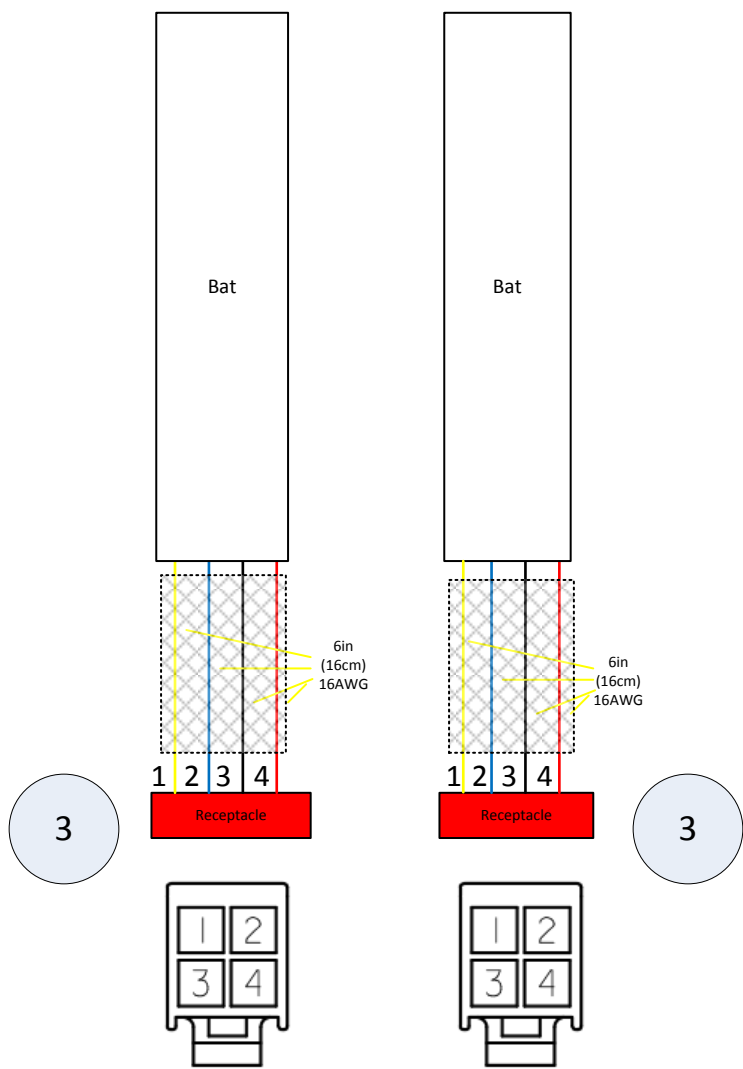 Bat
Bat
6in
(16cm)
16AWG
6in
(16cm)
16AWG
1 2 3 4
1 2 3 4
Receptacle
Receptacle
3
3
1 2
3 4
1 2
3 4